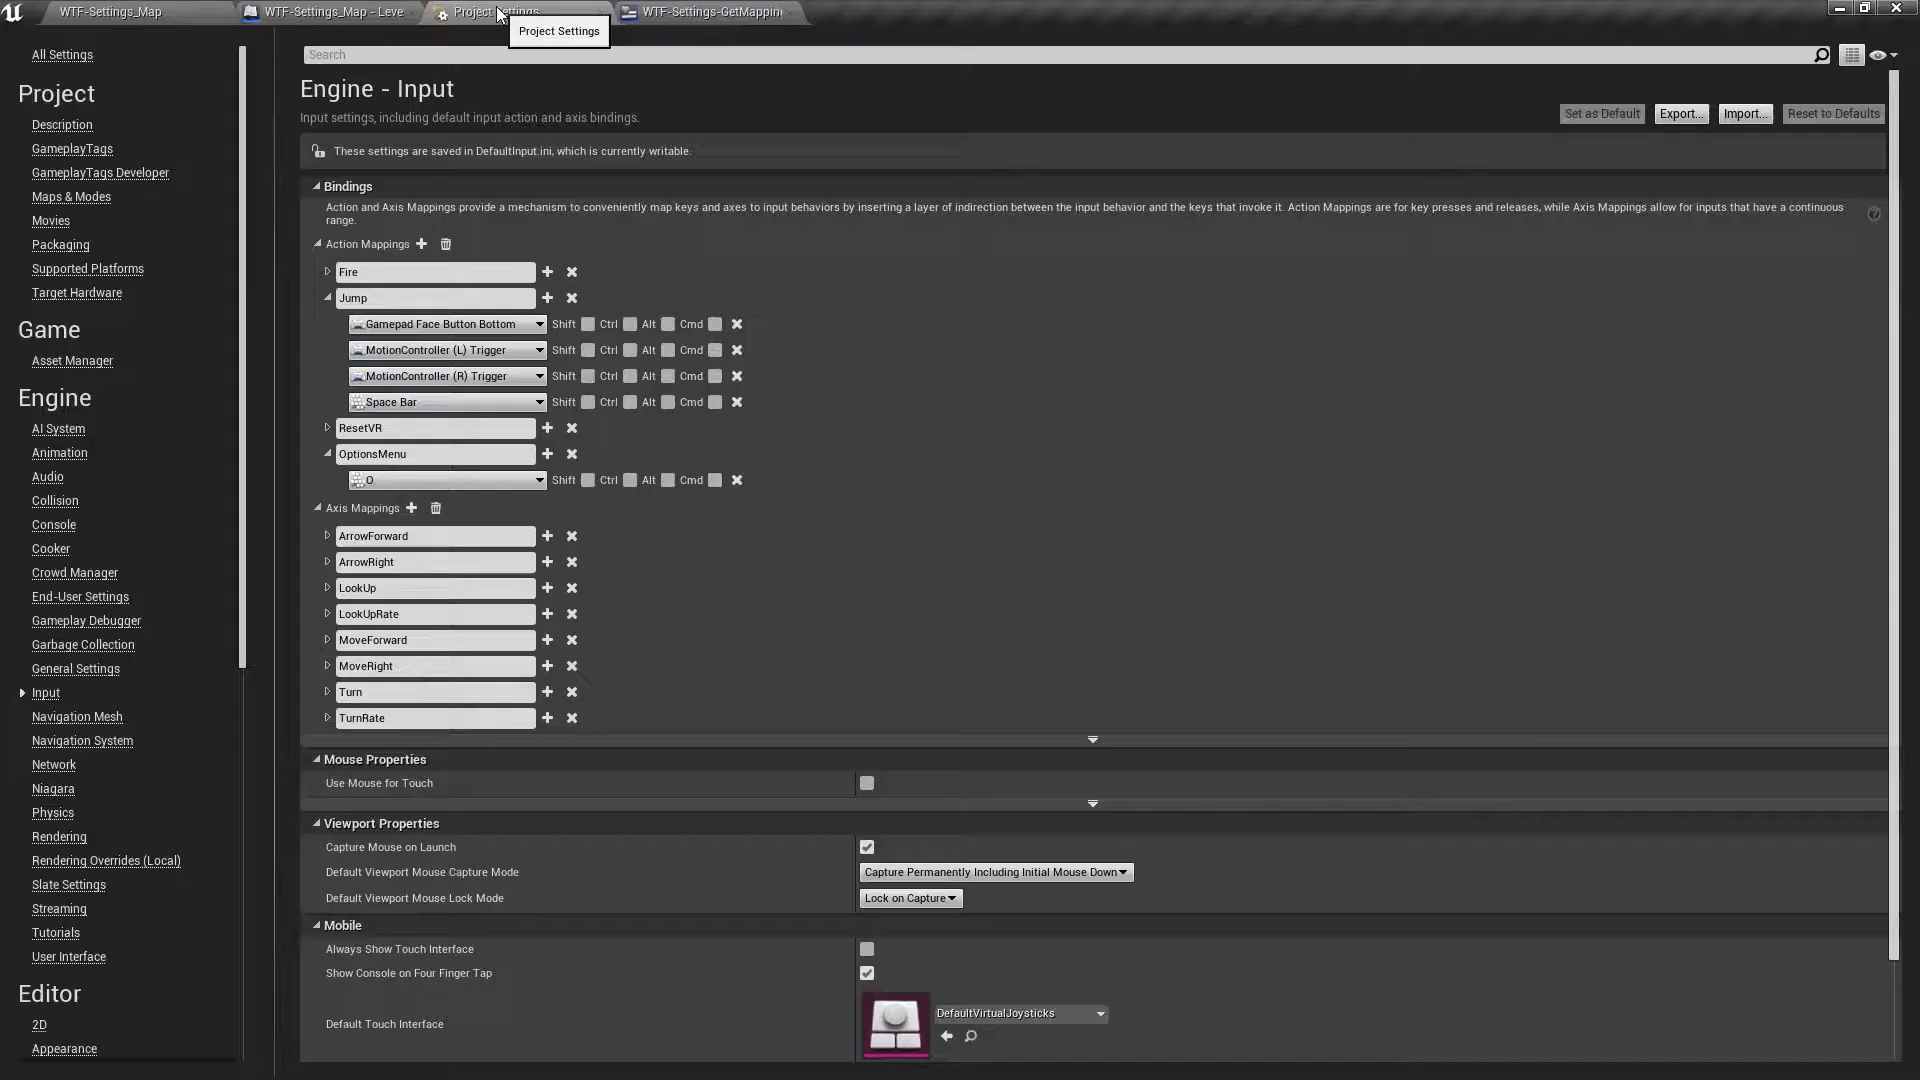 WTF-Settings_Map
WTF-Settings_Map - Leve
Project Settings
WTF-Settings-GetMappin
Project Settings
All Settings
Project
Description
GameplayTags
GameplayTags Developer
Maps & Modes
Movies
Packaging
Supported Platforms
Target Hardware
Game
Asset Manager
Engine
AI System
Animation
Audio
Collision
Console
Cooker
Crowd Manager
End-User Settings
Gameplay Debugger
Garbage Collection
General Settings
Input
Navigation Mesh
Navigation System
Network
Niagara
Physics
Rendering
Rendering Overrides (Local)
Slate Settings
Streaming
Tutorials
User Interface
Editor
2D
Appearance
Search
Engine - Input
Input settings, including default input action and axis bindings.
Set as Default
Export...
Import...
Reset to Defaults
These settings are saved in DefaultInput.ini, which is currently writable.
Bindings
Action and Axis Mappings provide a mechanism to conveniently map keys and axes to input behaviors by inserting a layer of indirection between the input behavior and the keys that invoke it. Action Mappings are for key presses and releases, while Axis Mappings allow for inputs that have a continuous
range.
Action Mappings
Fire
Jump
Gamepad Face Button Bottom Shift Ctrl Alt Cmd
MotionController (L) Trigger Shift Ctrl Alt Cmd
MotionController (R) Trigger Shift Ctrl Alt Cmd
Space Bar Shift Ctrl Alt Cmd
ResetVR
OptionsMenu
O Shift Ctrl Alt Cmd
Axis Mappings
ArrowForward
ArrowRight
LookUp
LookUpRate
MoveForward
MoveRight
Turn
TurnRate
Mouse Properties
Use Mouse for Touch
Viewport Properties
Capture Mouse on Launch
Default Viewport Mouse Capture Mode
Capture Permanently Including Initial Mouse Down
Default Viewport Mouse Lock Mode
Lock on Capture
Mobile
Always Show Touch Interface
Show Console on Four Finger Tap
Default Touch Interface
DefaultVirtualJoysticks